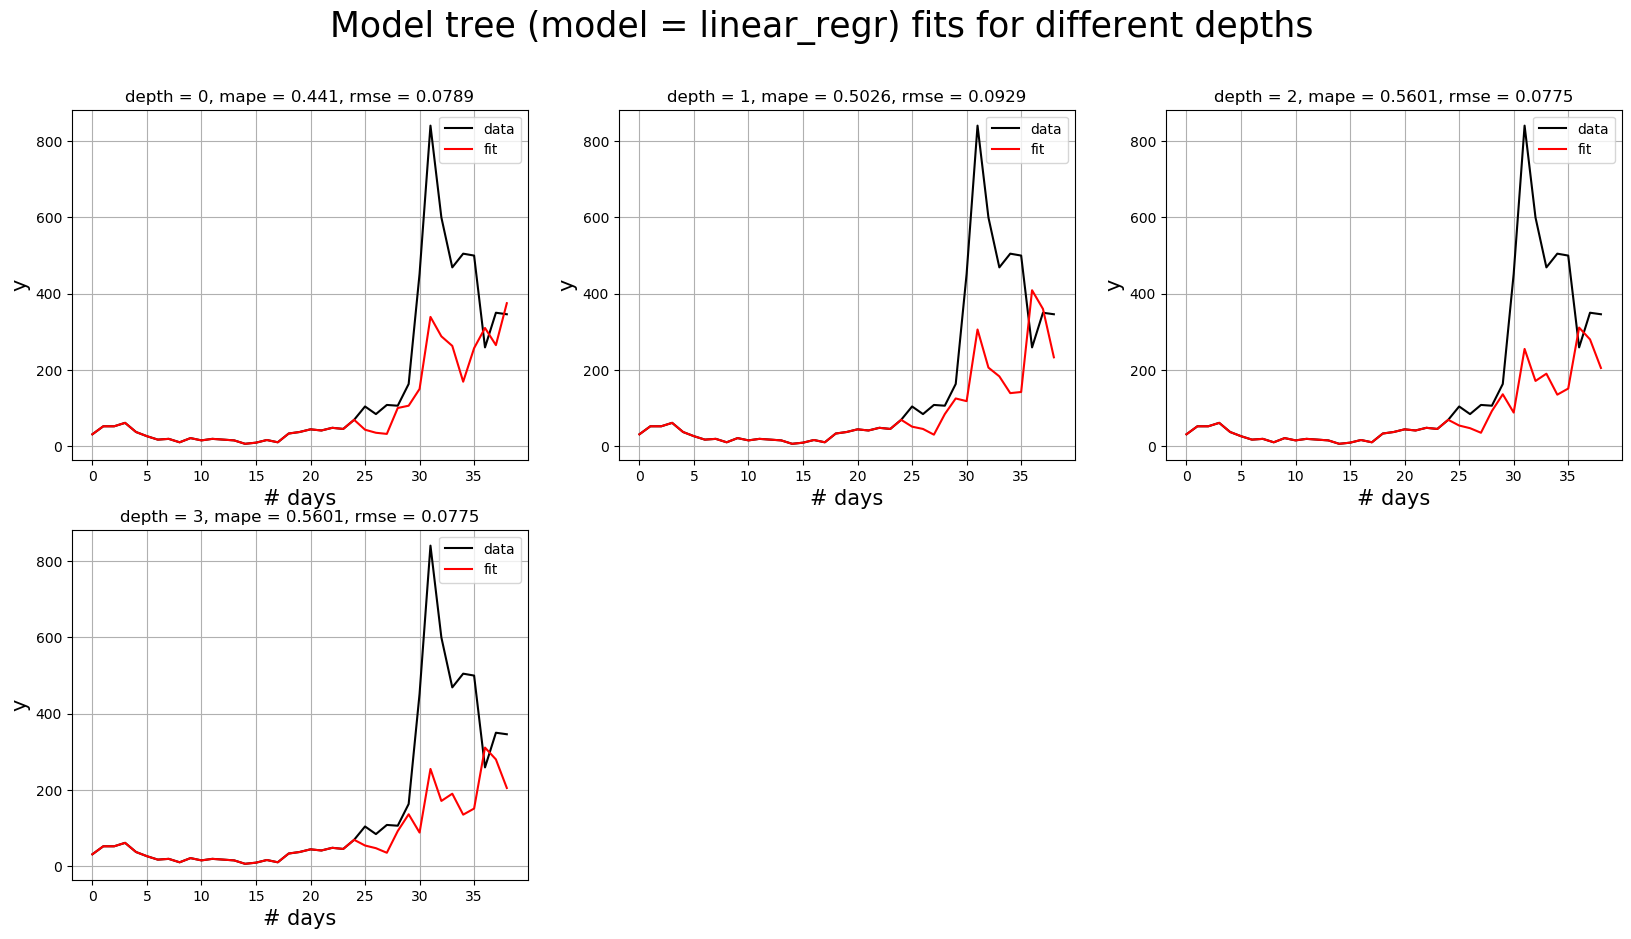 Model tree (model = linear_regr) fits for different depths
depth = 0, mape = 0.441, rmse = 0.0789
data
fit
800
600
400
200
0
y
0 5 10 15 20 25 30 35
# days
depth = 1, mape = 0.5026, rmse = 0.0929
data
fit
800
600
400
200
0
y
0 5 10 15 20 25 30 35
# days
depth = 2, mape = 0.5601, rmse = 0.0775
data
fit
800
600
400
200
0
y
0 5 10 15 20 25 30 35
# days
depth = 3, mape = 0.5601, rmse = 0.0775
data
fit
800
600
400
200
0
y
0 5 10 15 20 25 30 35
# days